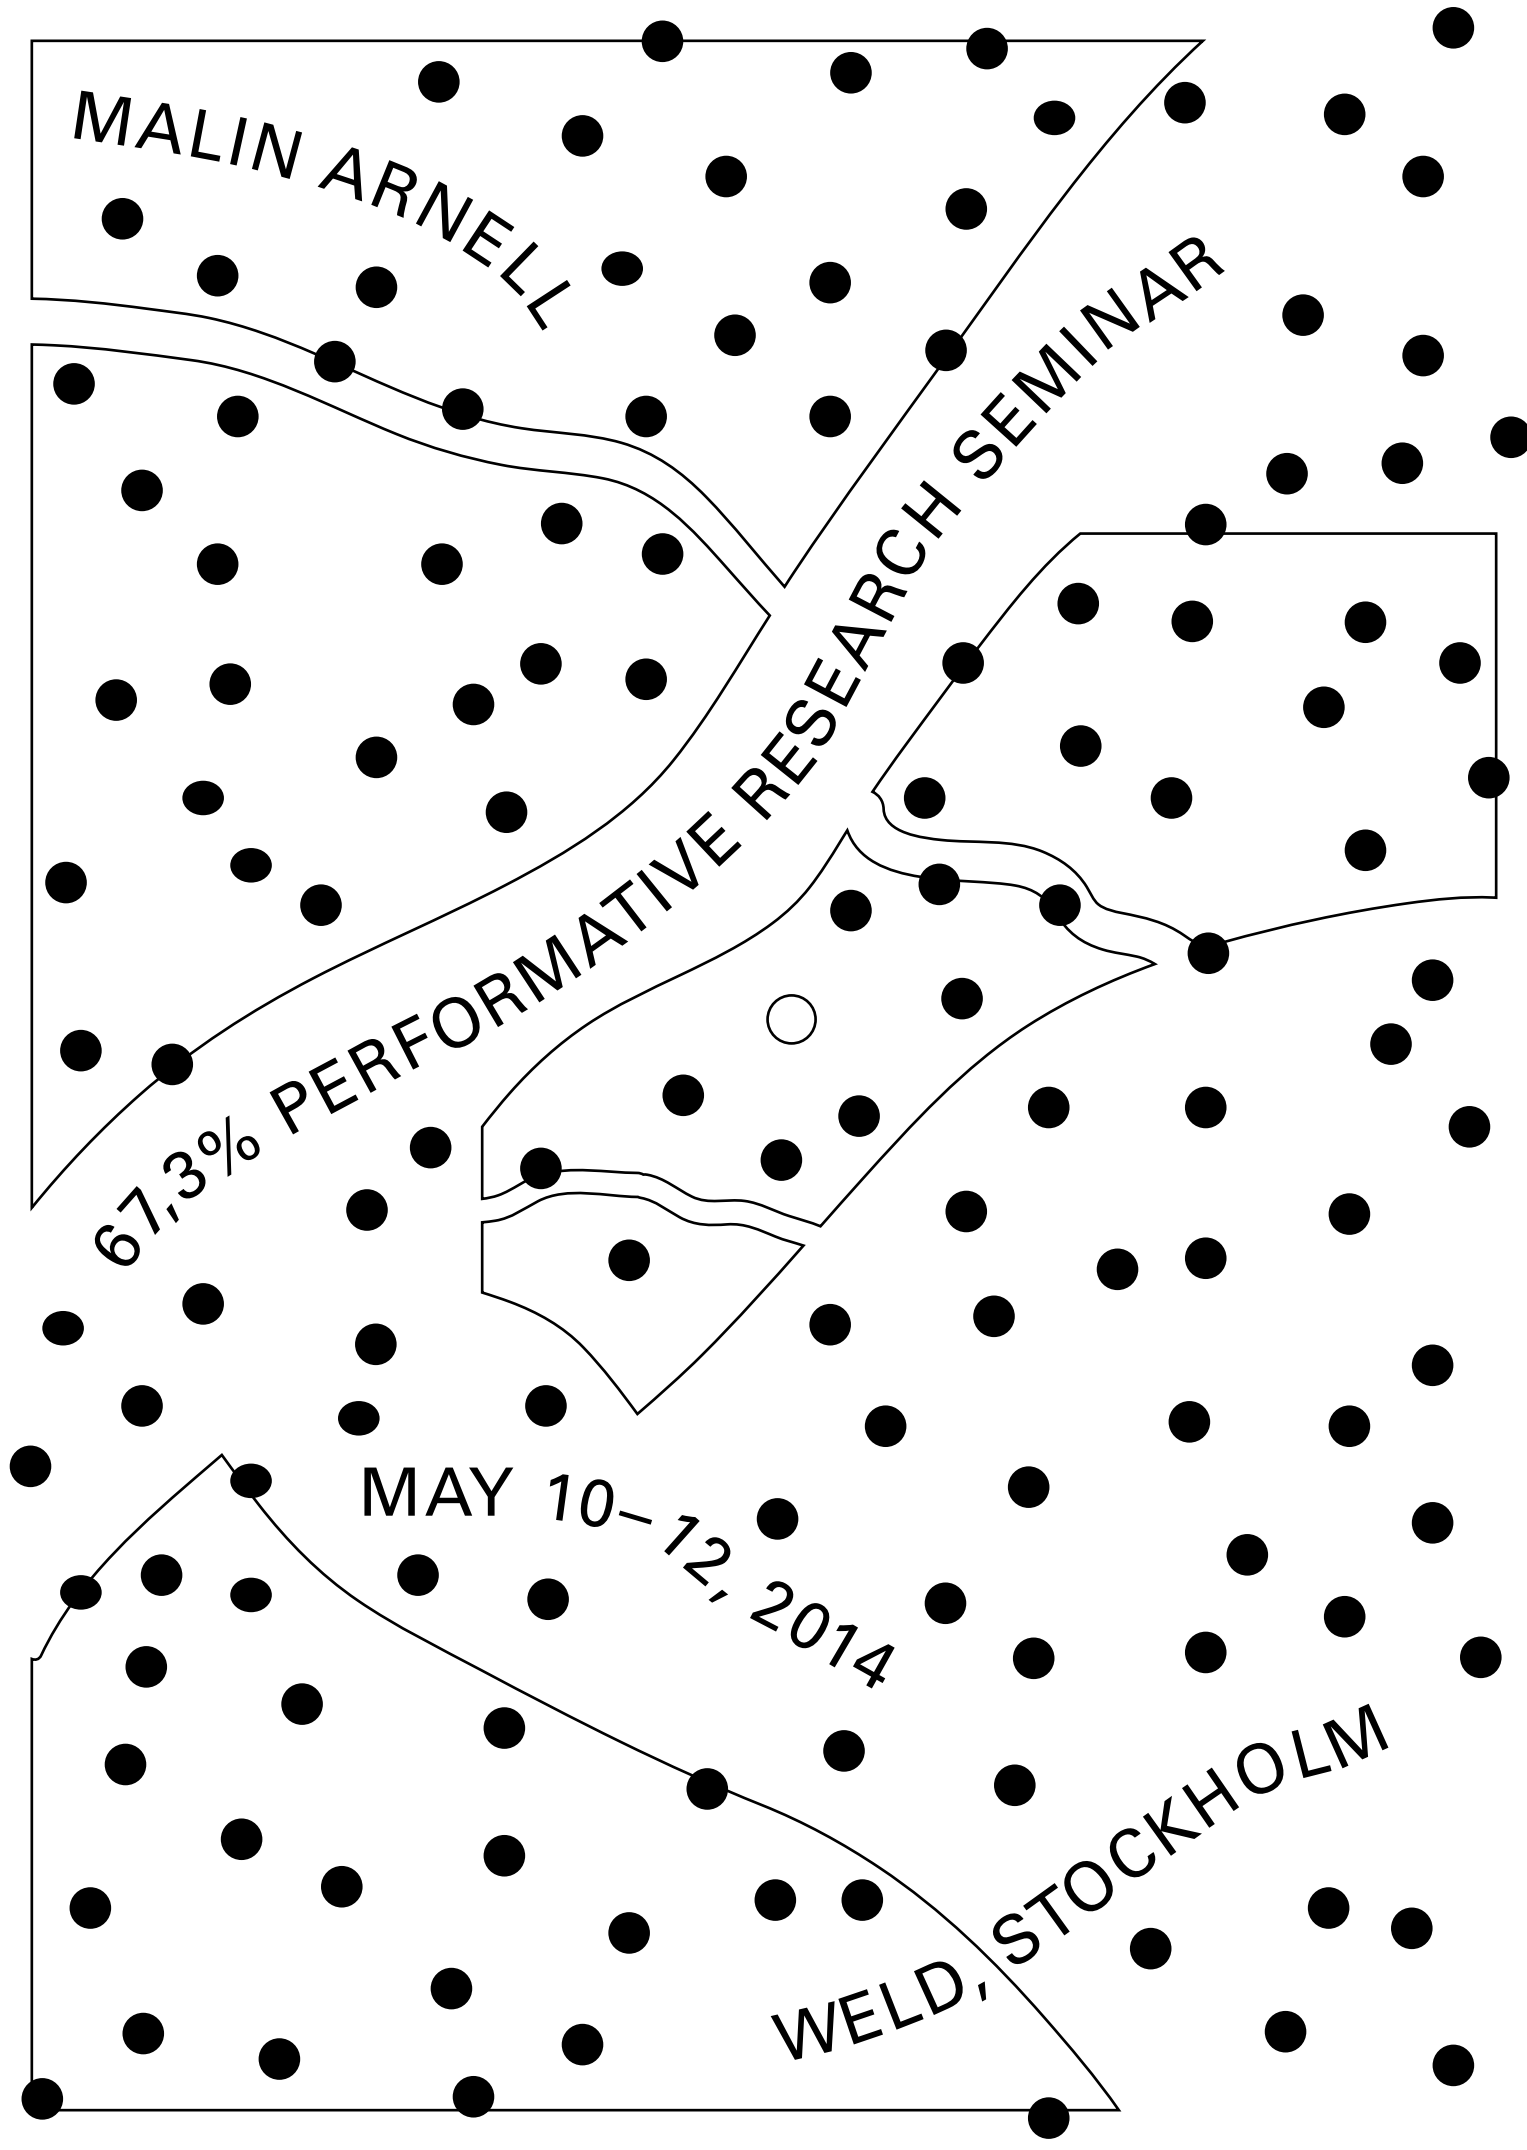 MALIN ARNELL
67,3% PERFORMATIVE RESEARCH SEMINAR
MAY 10–12, 2014
WELD, STOCKHOLM